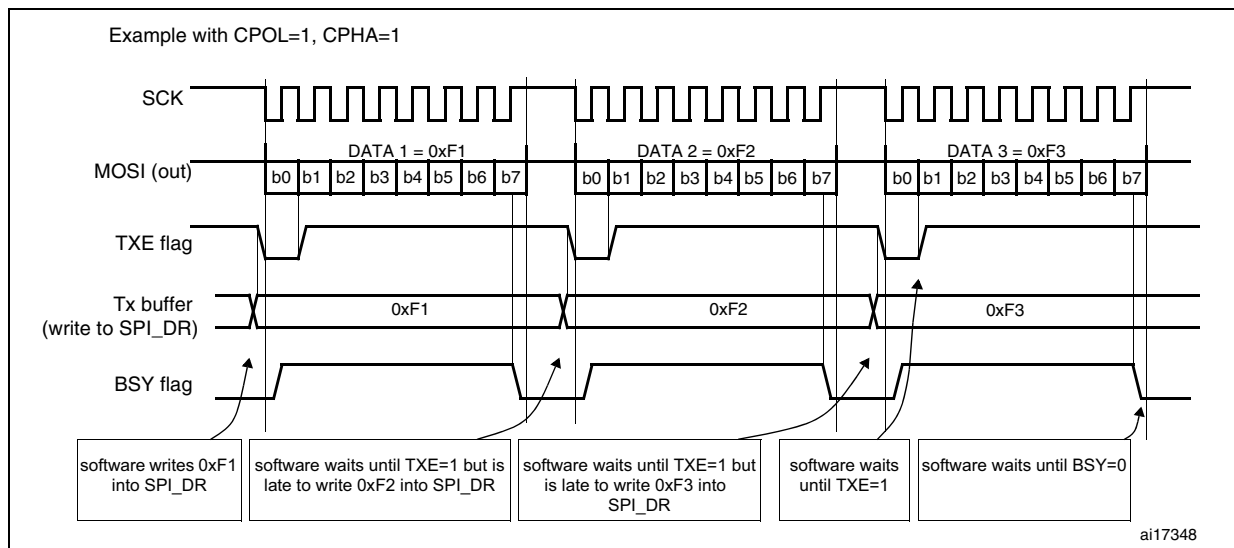 Example with CPOL=1, CPHA=1
SCK
DATA 1 = 0xF1 DATA 2 = 0xF2 DATA 3 = 0xF3
MOSI (out)
b0 b1 b2 b3 b4 b5 b6 b7 b0 b1 b2 b3 b4 b5 b6 b7 b0 b1 b2 b3 b4 b5 b6 b7
TXE flag
Tx buffer
(write to SPI_DR)
0xF1 0xF2 0xF3
BSY flag
software writes 0xF1
into SPI_DR
software waits until TXE=1 but is
late to write 0xF2 into SPI_DR
software waits until TXE=1 but
is late to write 0xF3 into
SPI_DR
software waits
until TXE=1
software waits until BSY=0
ai17348